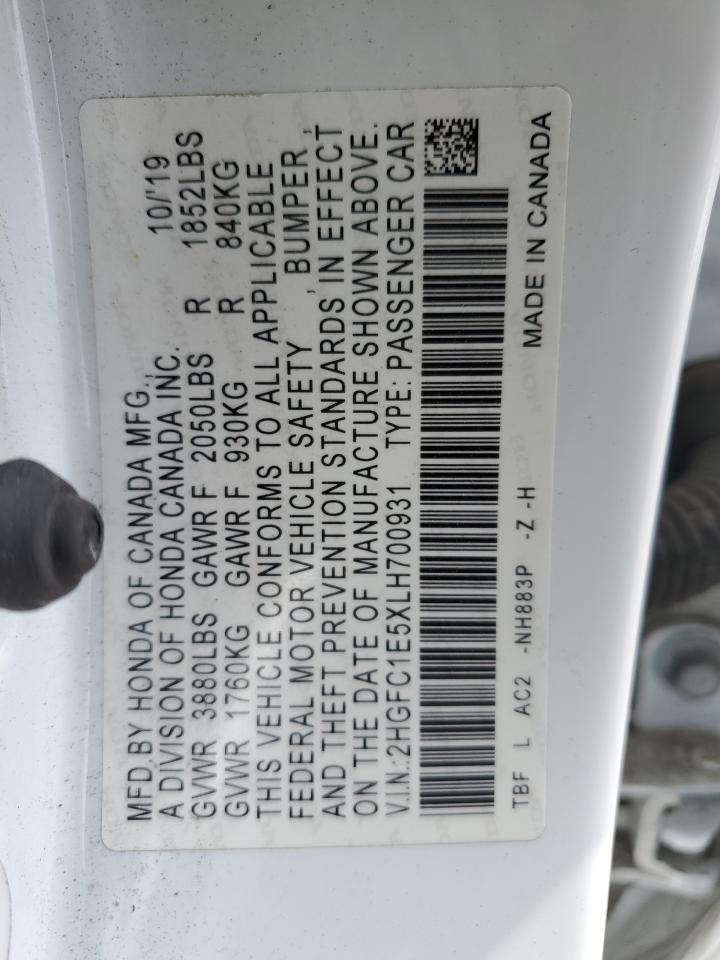 MFD.BY HONDA OF CANADA MFG., 10/'19
A DIVISION OF HONDA CANADA INC.
GVWR 3880LBS GAWR F 2050LBS R 1852LBS
GVWR 1760KG GAWR F 930KG R 840KG
THIS VEHICLE CONFORMS TO ALL APPLICABLE
FEDERAL MOTOR VEHICLE SAFETY , BUMPER ,
AND THEFT PREVENTION STANDARDS IN EFFECT
ON THE DATE OF MANUFACTURE SHOWN ABOVE.
V.I.N.:2HGFC1E5XLH700931 TYPE: PASSENGER CAR
TBF L AC2 -NH883P -Z -H MADE IN CANADA